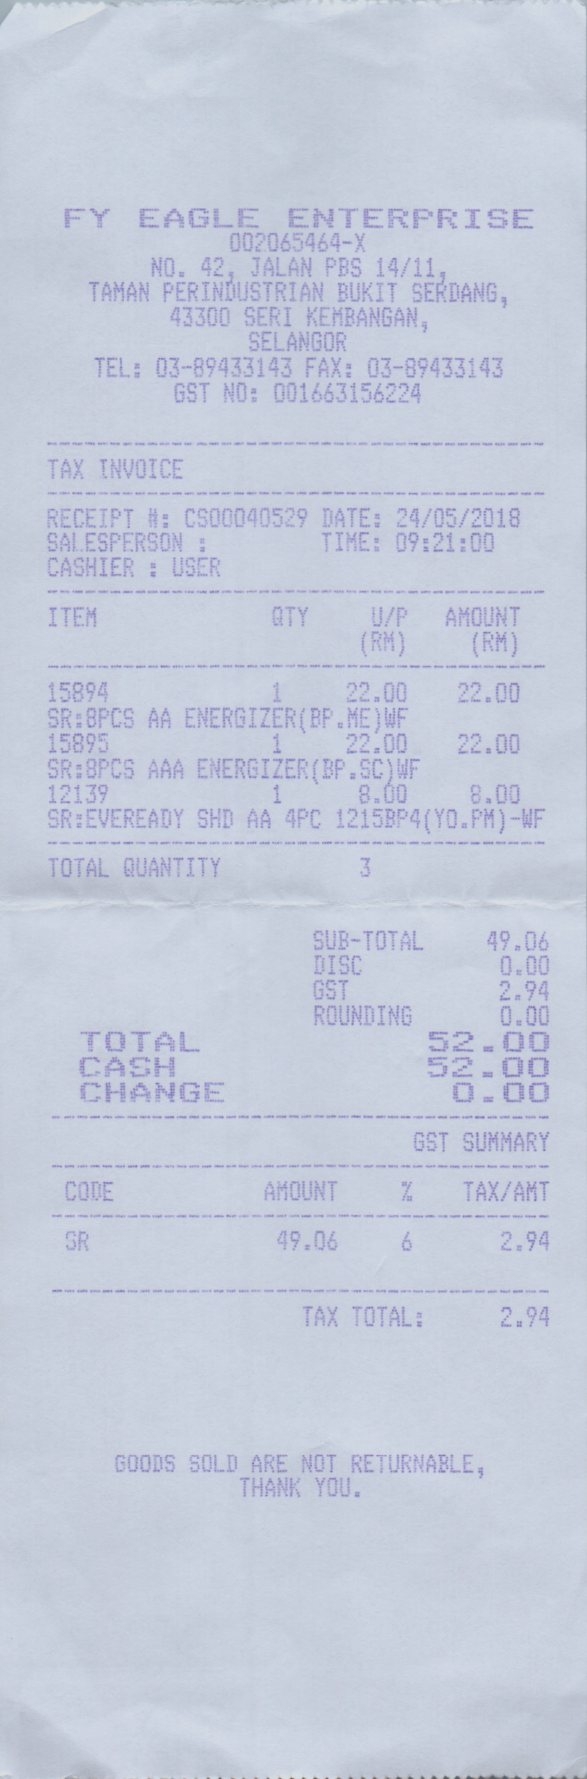 FY EAGLE ENTERPRISE
002065464-X
NO. 42, JALAN PBS 14/11,
TAMAN PERINDUSTRIAN BUKIT SERDANG,
43300 SERI KEMBANGAN,
SELANGOR
TEL: 03-89433143 FAX: 03-89433143
GST NO: 001663156224
TAX INVOICE
RECEIPT #: CS00040529 DATE: 24/05/2018
SALESPERSON : TIME: 09:21:00
CASHIER : USER
ITEM QTY U/P AMOUNT
(RM) (RM)
15894 1 22.00 22.00
SR:8PCS AA ENERGIZER(BP.ME)WF
15895 1 22.00 22.00
SR:8PCS AAA ENERGIZER(BP.SC)WF
12139 1 8.00 8.00
SR:EVEREADY SHD AA 4PC 1215BP4(YO.PM)-WF
TOTAL QUANTITY 3
SUB-TOTAL 49.06
DISC 0.00
GST 2.94
ROUNDING 0.00
TOTAL 52.00
CASH 52.00
CHANGE 0.00
GST SUMMARY
CODE AMOUNT % TAX/AMT
SR 49.06 6 2.94
TAX TOTAL: 2.94
GOODS SOLD ARE NOT RETURNABLE,
THANK YOU.